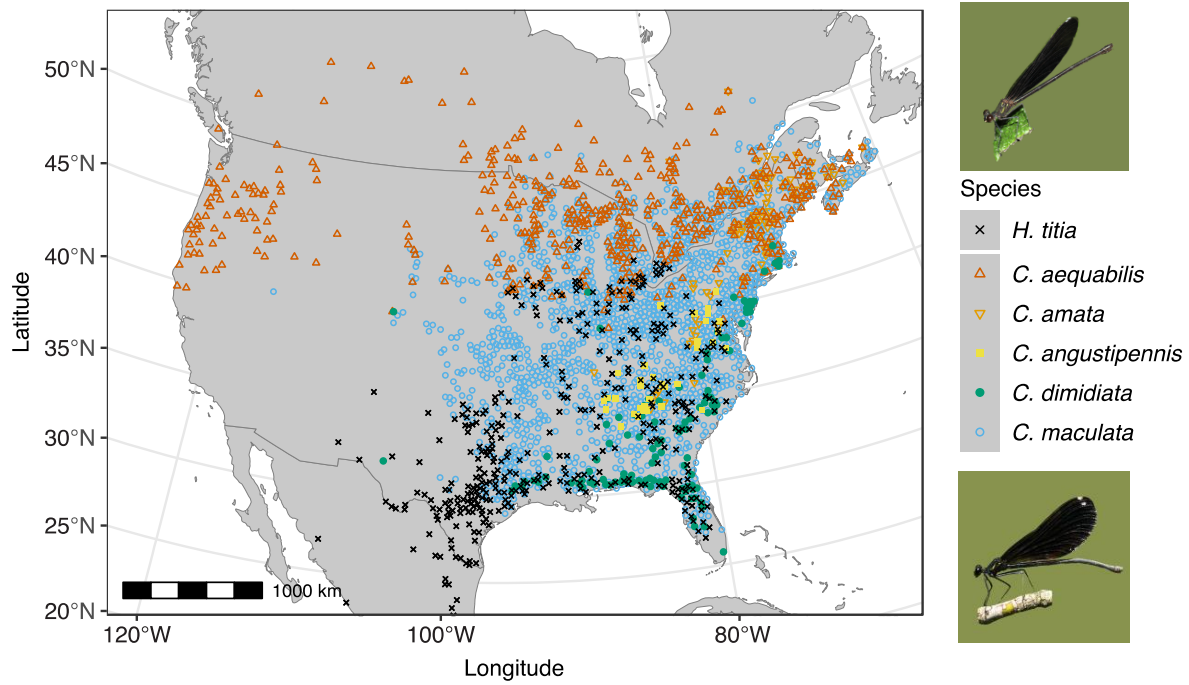 50°N
45°N
40°N
35°N
30°N
25°N
20°N
Latitude
1000 km
120°W
100°W
80°W
Longitude
Species
H. titia
C. aequabilis
C. amata
C. angustipennis
C. dimidiata
C. maculata